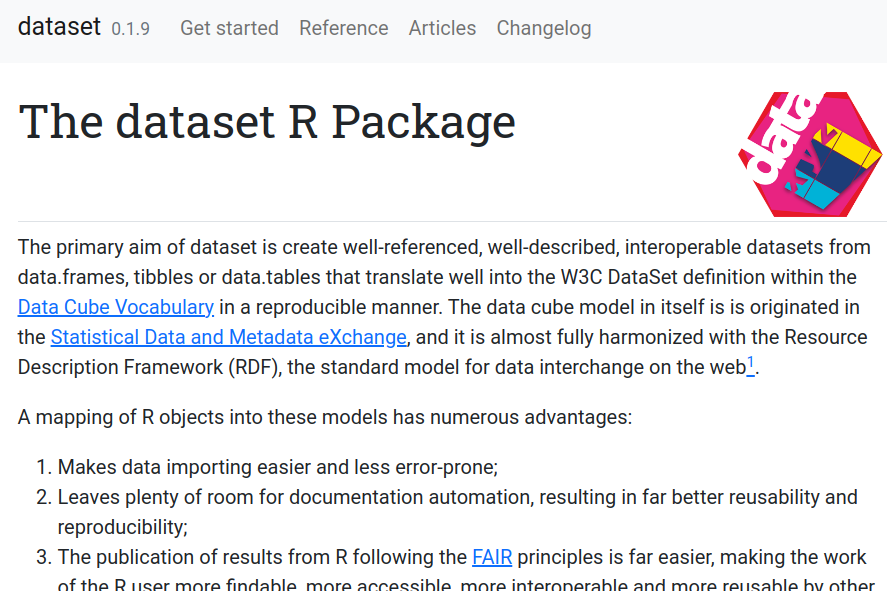 dataset 0.1.9 Get started Reference Articles Changelog
The dataset R Package
data
The primary aim of dataset is create well-referenced, well-described, interoperable datasets from
data.frames, tibbles or data.tables that translate well into the W3C DataSet definition within the
Data Cube Vocabulary in a reproducible manner. The data cube model in itself is is originated in
the Statistical Data and Metadata eXchange, and it is almost fully harmonized with the Resource
Description Framework (RDF), the standard model for data interchange on the web1.
A mapping of R objects into these models has numerous advantages:
1. Makes data importing easier and less error-prone;
2. Leaves plenty of room for documentation automation, resulting in far better reusability and
reproducibility;
3. The publication of results from R following the FAIR principles is far easier, making the work
of the R user more findable, more accessible, more interoperable and more reusable by other